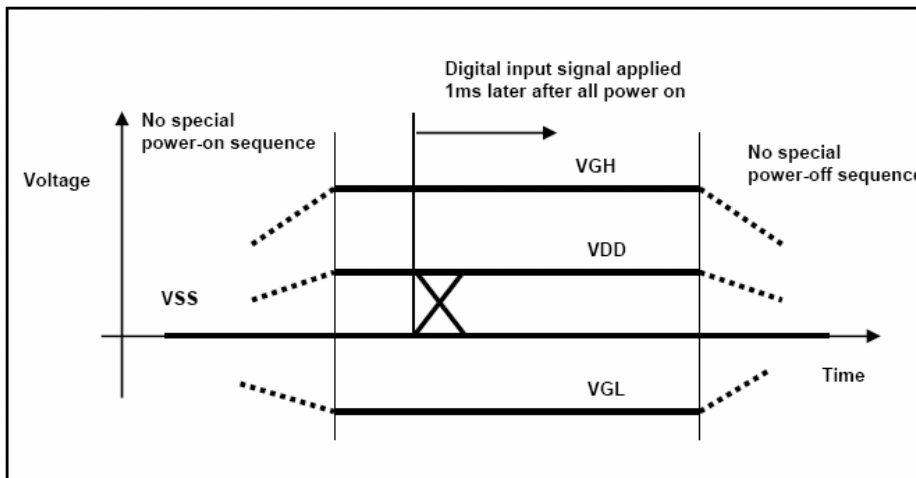 Digital input signal applied
1ms later after all power on
No special
power-on sequence
No special
power-off sequence
Voltage
VGH
VDD
VSS
VGL
Time